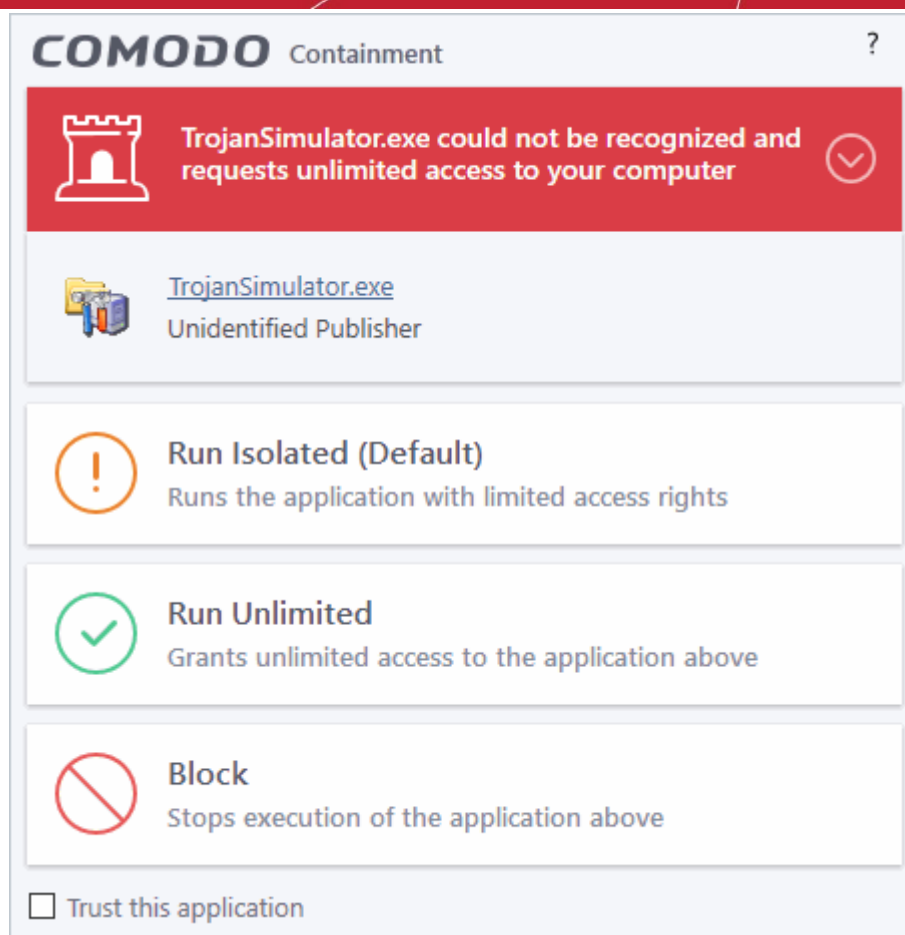 COMODO Containment ?
TrojanSimulator.exe could not be recognized and
requests unlimited access to your computer
TrojanSimulator.exe
Unidentified Publisher
Run Isolated (Default)
Runs the application with limited access rights
Run Unlimited
Grants unlimited access to the application above
Block
Stops execution of the application above
Trust this application